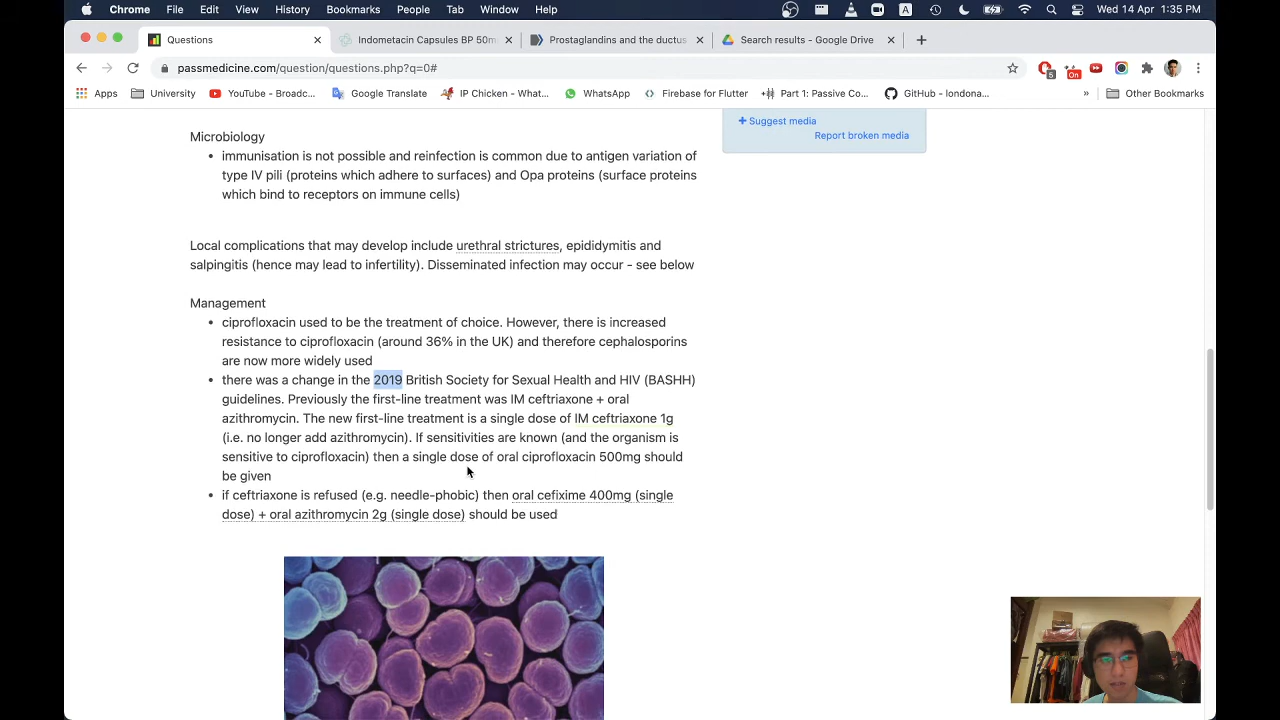 Chrome File Edit View History Bookmarks People Tab Window Help
A
Wed 14 Apr 1:35 PM
Questions
Indometacin Capsules BP 50m
Prostaglandins and the ductus
Search results - Google Drive
passmedicine.com/question/questions.php?q=0#
5
On
Apps University YouTube - Broadc... Google Translate IP Chicken - What... WhatsApp Firebase for Flutter Part 1: Passive Co... GitHub - londona... » Other Bookmarks
+ Suggest media
Report broken media
Microbiology
• immunisation is not possible and reinfection is common due to antigen variation of
type IV pili (proteins which adhere to surfaces) and Opa proteins (surface proteins
which bind to receptors on immune cells)
Local complications that may develop include urethral strictures, epididymitis and
salpingitis (hence may lead to infertility). Disseminated infection may occur - see below
Management
• ciprofloxacin used to be the treatment of choice. However, there is increased
resistance to ciprofloxacin (around 36% in the UK) and therefore cephalosporins
are now more widely used
• there was a change in the 2019 British Society for Sexual Health and HIV (BASHH)
guidelines. Previously the first-line treatment was IM ceftriaxone + oral
azithromycin. The new first-line treatment is a single dose of IM ceftriaxone 1g
(i.e. no longer add azithromycin). If sensitivities are known (and the organism is
sensitive to ciprofloxacin) then a single dose of oral ciprofloxacin 500mg should
be given
• if ceftriaxone is refused (e.g. needle-phobic) then oral cefixime 400mg (single
dose) + oral azithromycin 2g (single dose) should be used